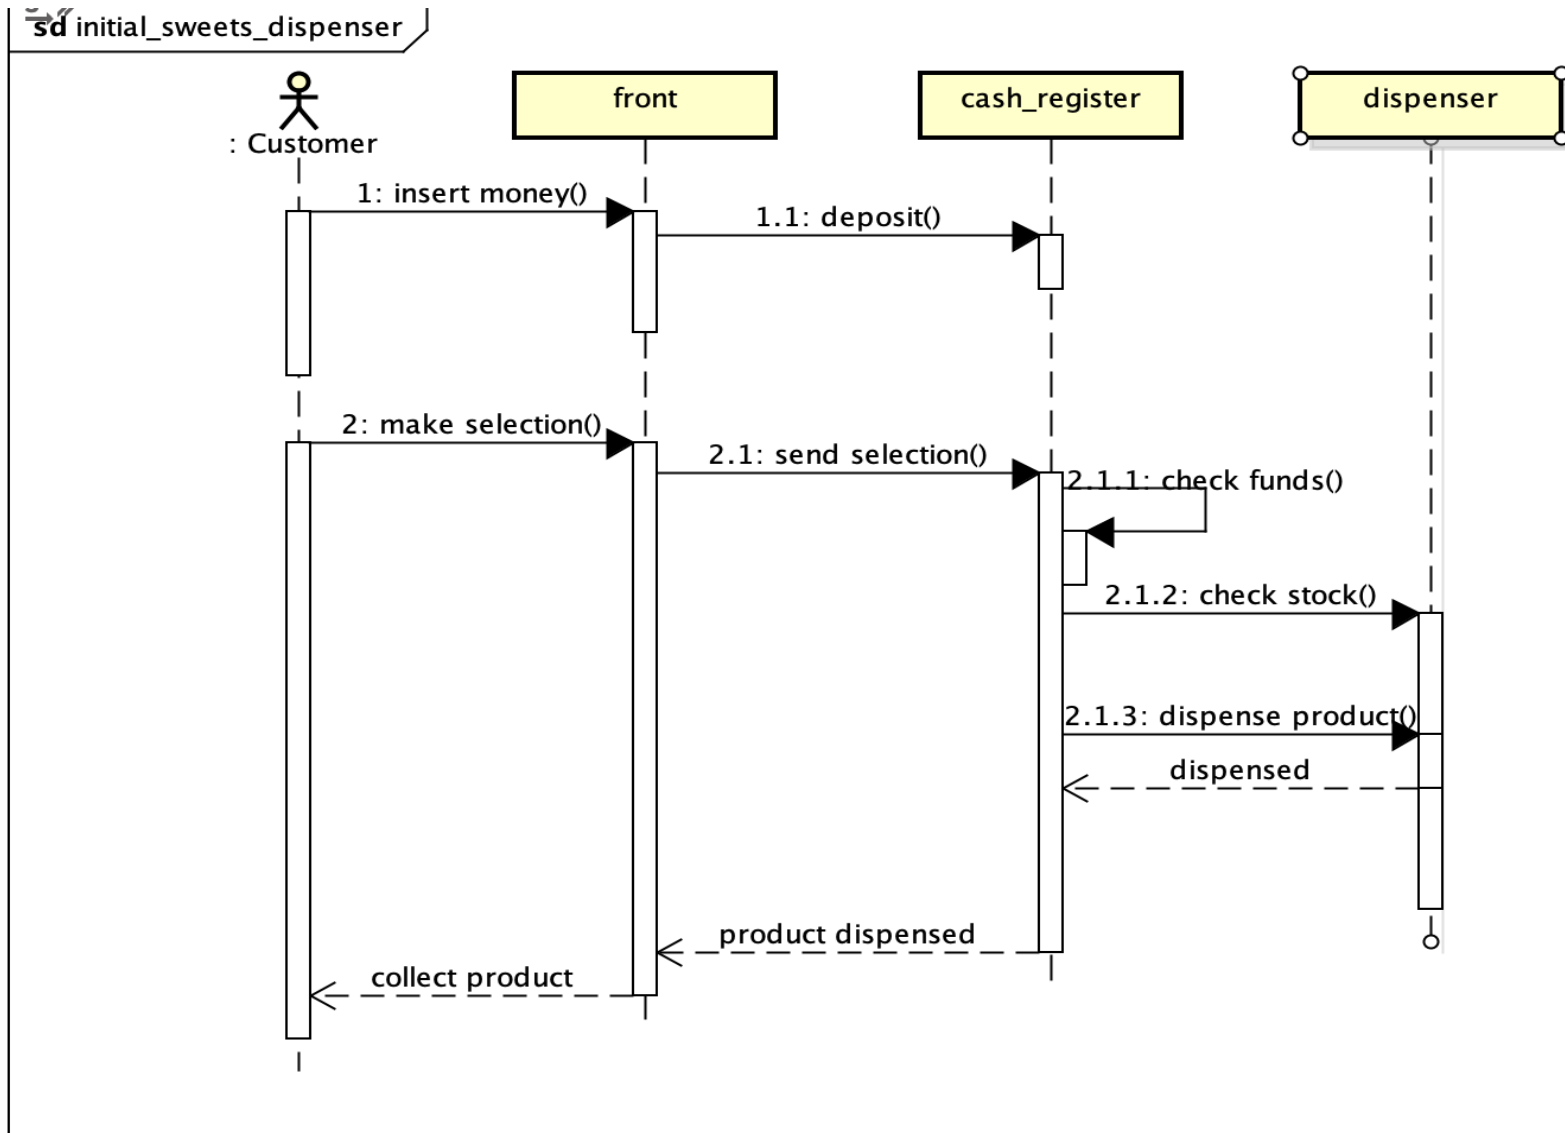 sd initial_sweets_dispenser
: Customer
front
cash_register
dispenser
1: insert money()
1.1: deposit()
2: make selection()
2.1: send selection()
2.1.1: check funds()
2.1.2: check stock()
2.1.3: dispense product()
dispensed
product dispensed
collect product